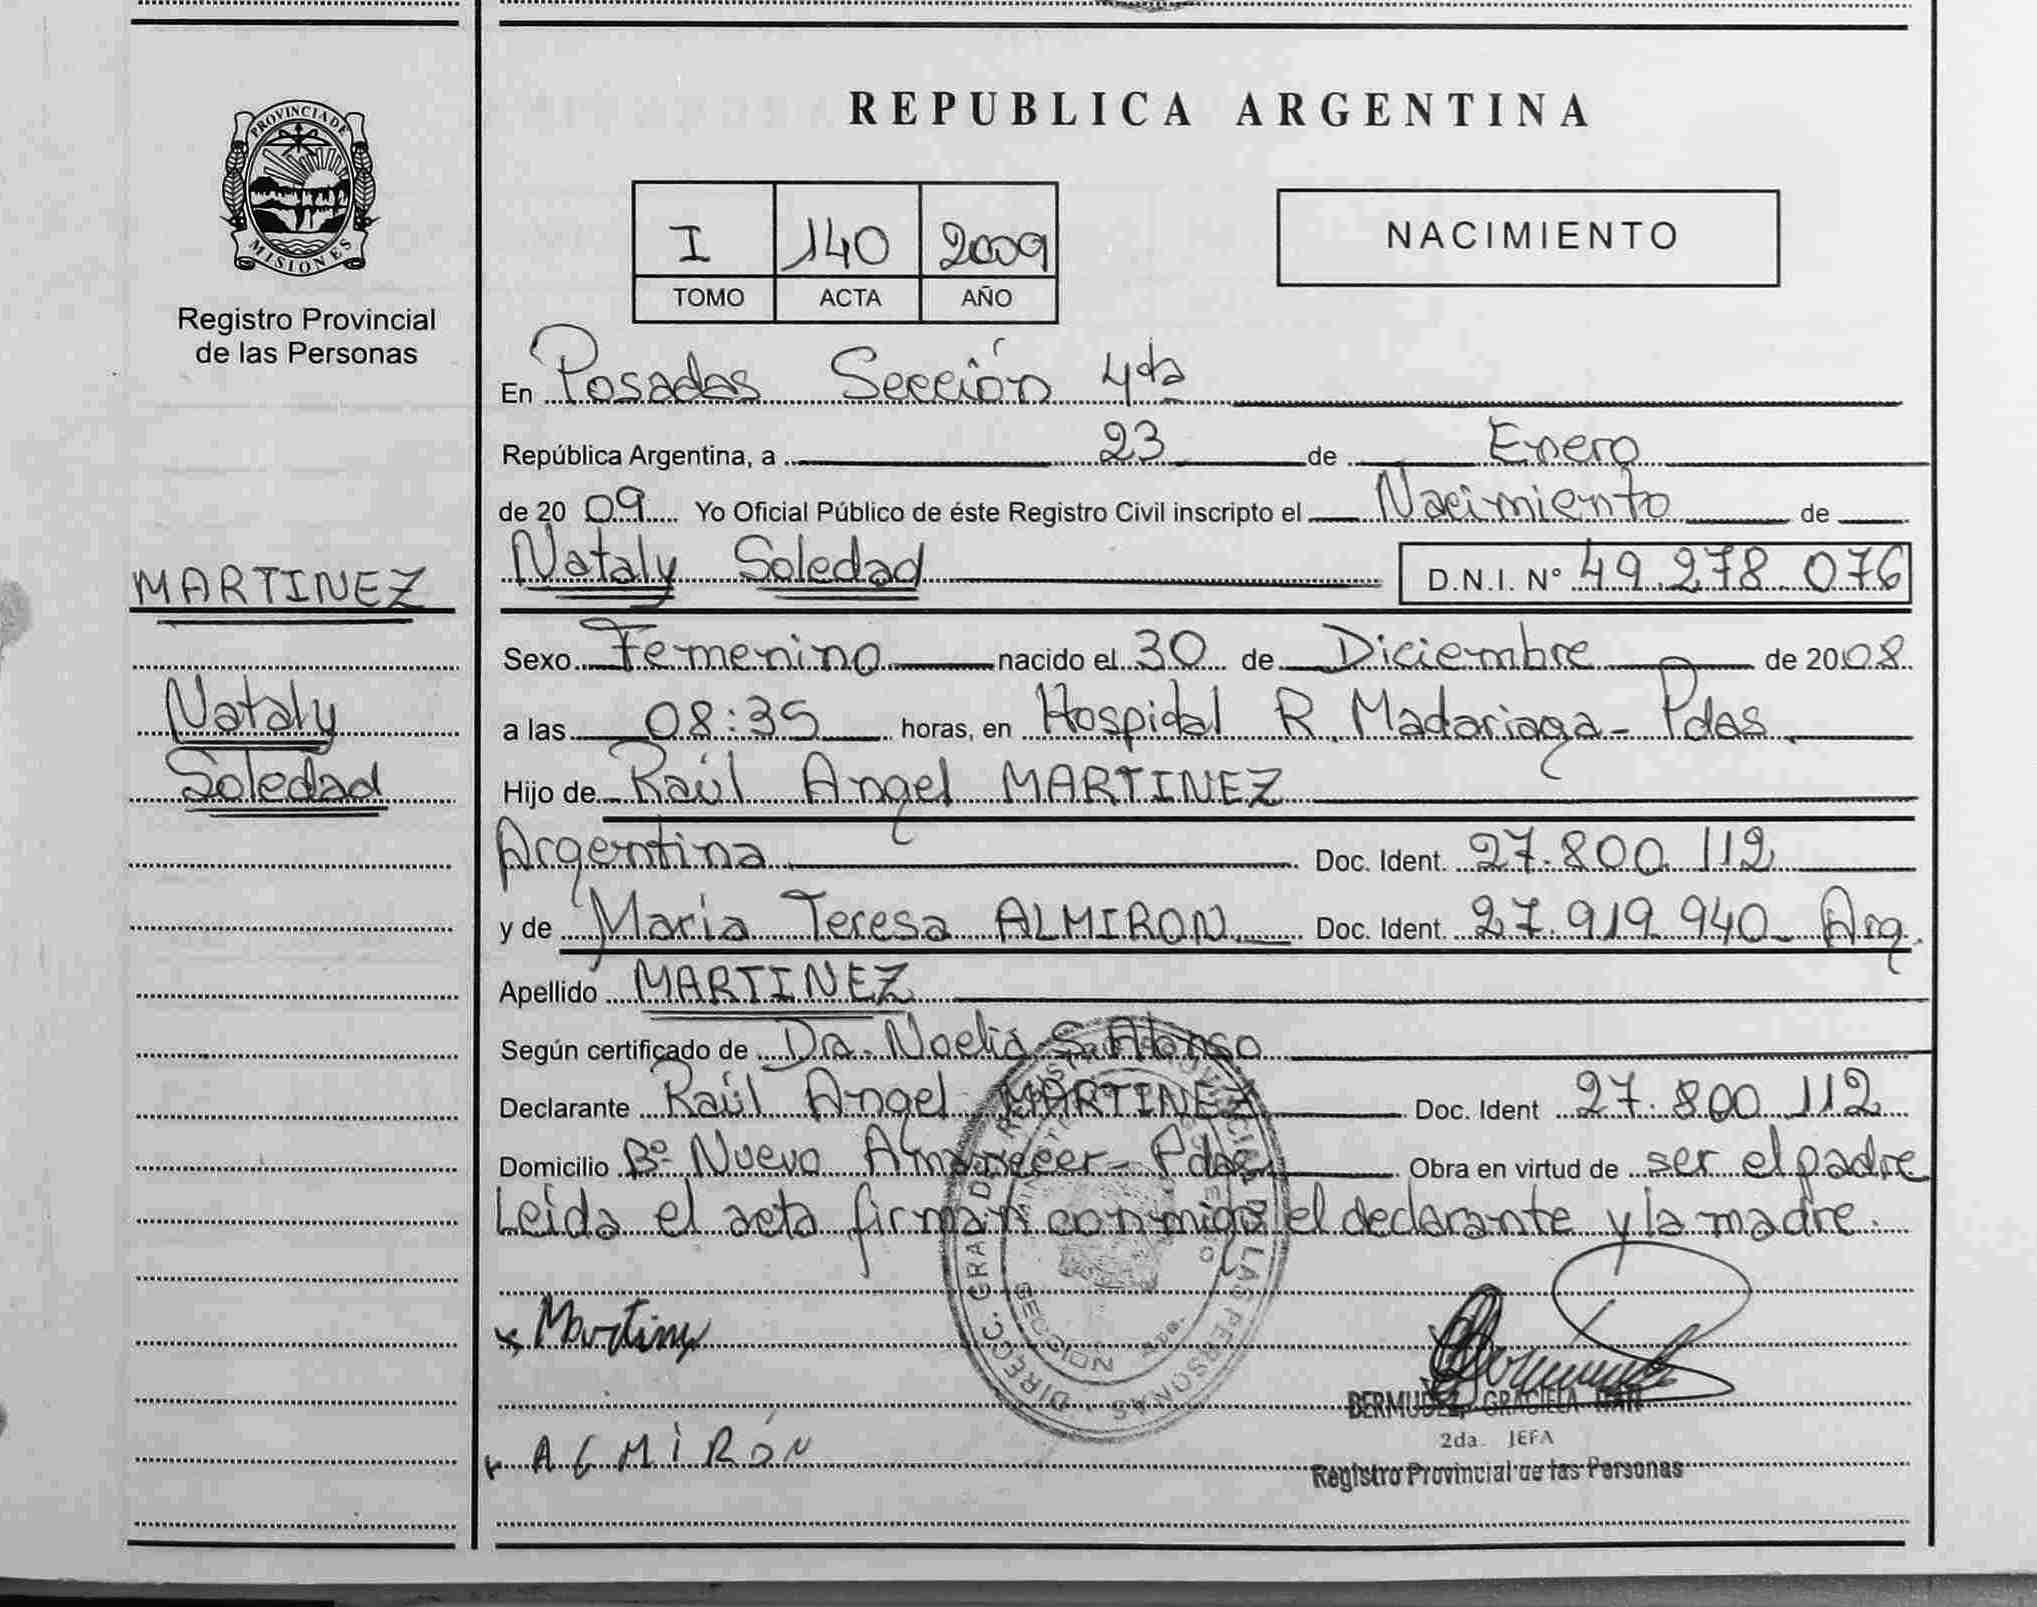 PROVINCIA DE
MISIONES
Registro Provincial
de las Personas
MARTINEZ
Nataly
Soledad
REPUBLICA ARGENTINA
I 140 2009
TOMO ACTA AÑO
NACIMIENTO
En Posadas Sección 4ta
República Argentina, a 23 de Enero
de 2009 Yo Oficial Público de éste Registro Civil inscripto el Nacimiento de
Nataly Soledad D.N.I. N° 49.278.076
Sexo Femenino nacido el 30 de Diciembre de 2008
a las 08:35 horas, en Hospital R. Madariaga - Pdas.
Hijo de Raúl Angel MARTINEZ
Argentina Doc. Ident. 27.800.112
y de Maria Teresa ALMIRON Doc. Ident. 27.919.940 - Arg.
Apellido MARTINEZ
Según certificado de Dra. Noelia S. Alonso
Declarante Raúl Angel MARTINEZ Doc. Ident 27.800.112
Domicilio B° Nuevo Amanecer - Pdas Obra en virtud de ser el padre
Leida el acta firman conmigo el declarante y la madre.
Martinez
ALMIRÓN
BERMUDEZ, GRACIELA
2da. JEFA
Registro Provincial de las Personas